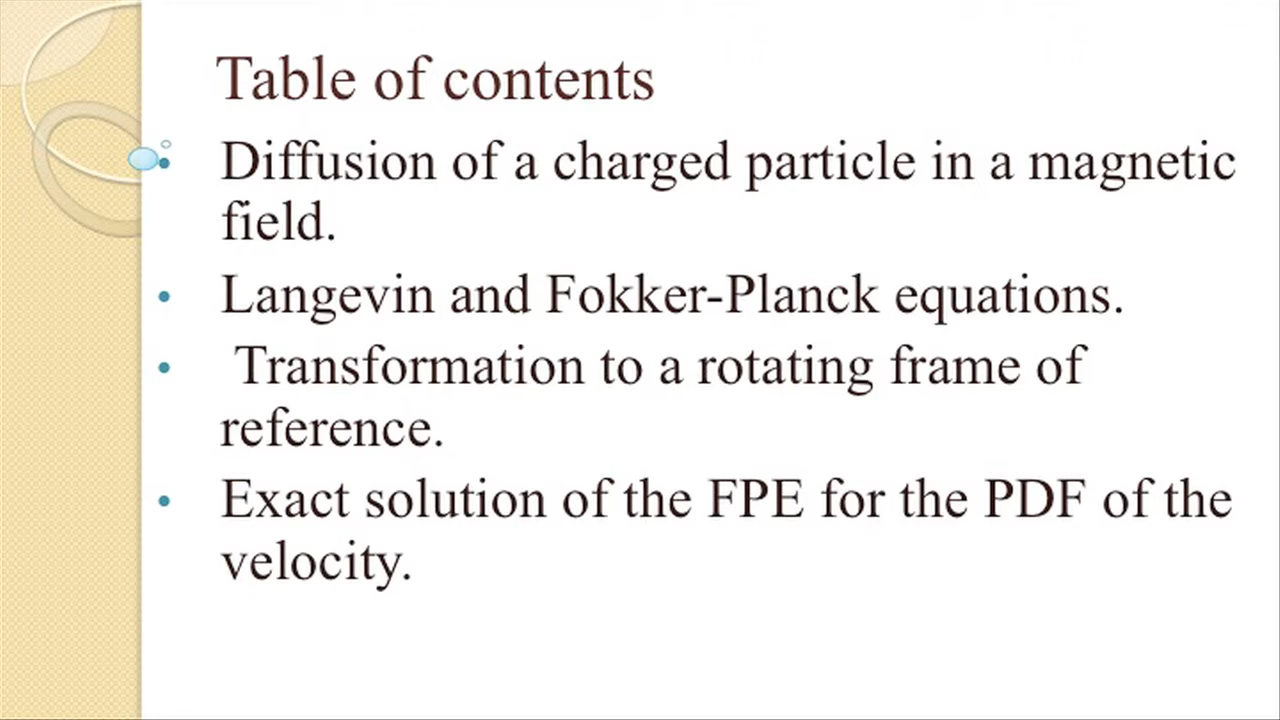 Table of contents
• Diffusion of a charged particle in a magnetic
field.
• Langevin and Fokker-Planck equations.
• Transformation to a rotating frame of
reference.
• Exact solution of the FPE for the PDF of the
velocity.